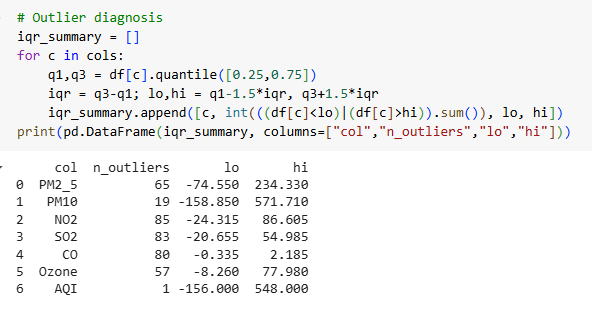 # Outlier diagnosis
iqr_summary = []
for c in cols:
    q1,q3 = df[c].quantile([0.25,0.75])
    iqr = q3-q1; lo,hi = q1-1.5*iqr, q3+1.5*iqr
    iqr_summary.append([c, int(((df[c]<lo)|(df[c]>hi)).sum()), lo, hi])
print(pd.DataFrame(iqr_summary, columns=["col","n_outliers","lo","hi"]))
     col  n_outliers       lo       hi
0  PM2_5          65  -74.550  234.330
1   PM10          19 -158.850  571.710
2    NO2          85  -24.315   86.605
3    SO2          83  -20.655   54.985
4     CO          80   -0.335    2.185
5  Ozone          57   -8.260   77.980
6    AQI           1 -156.000  548.000